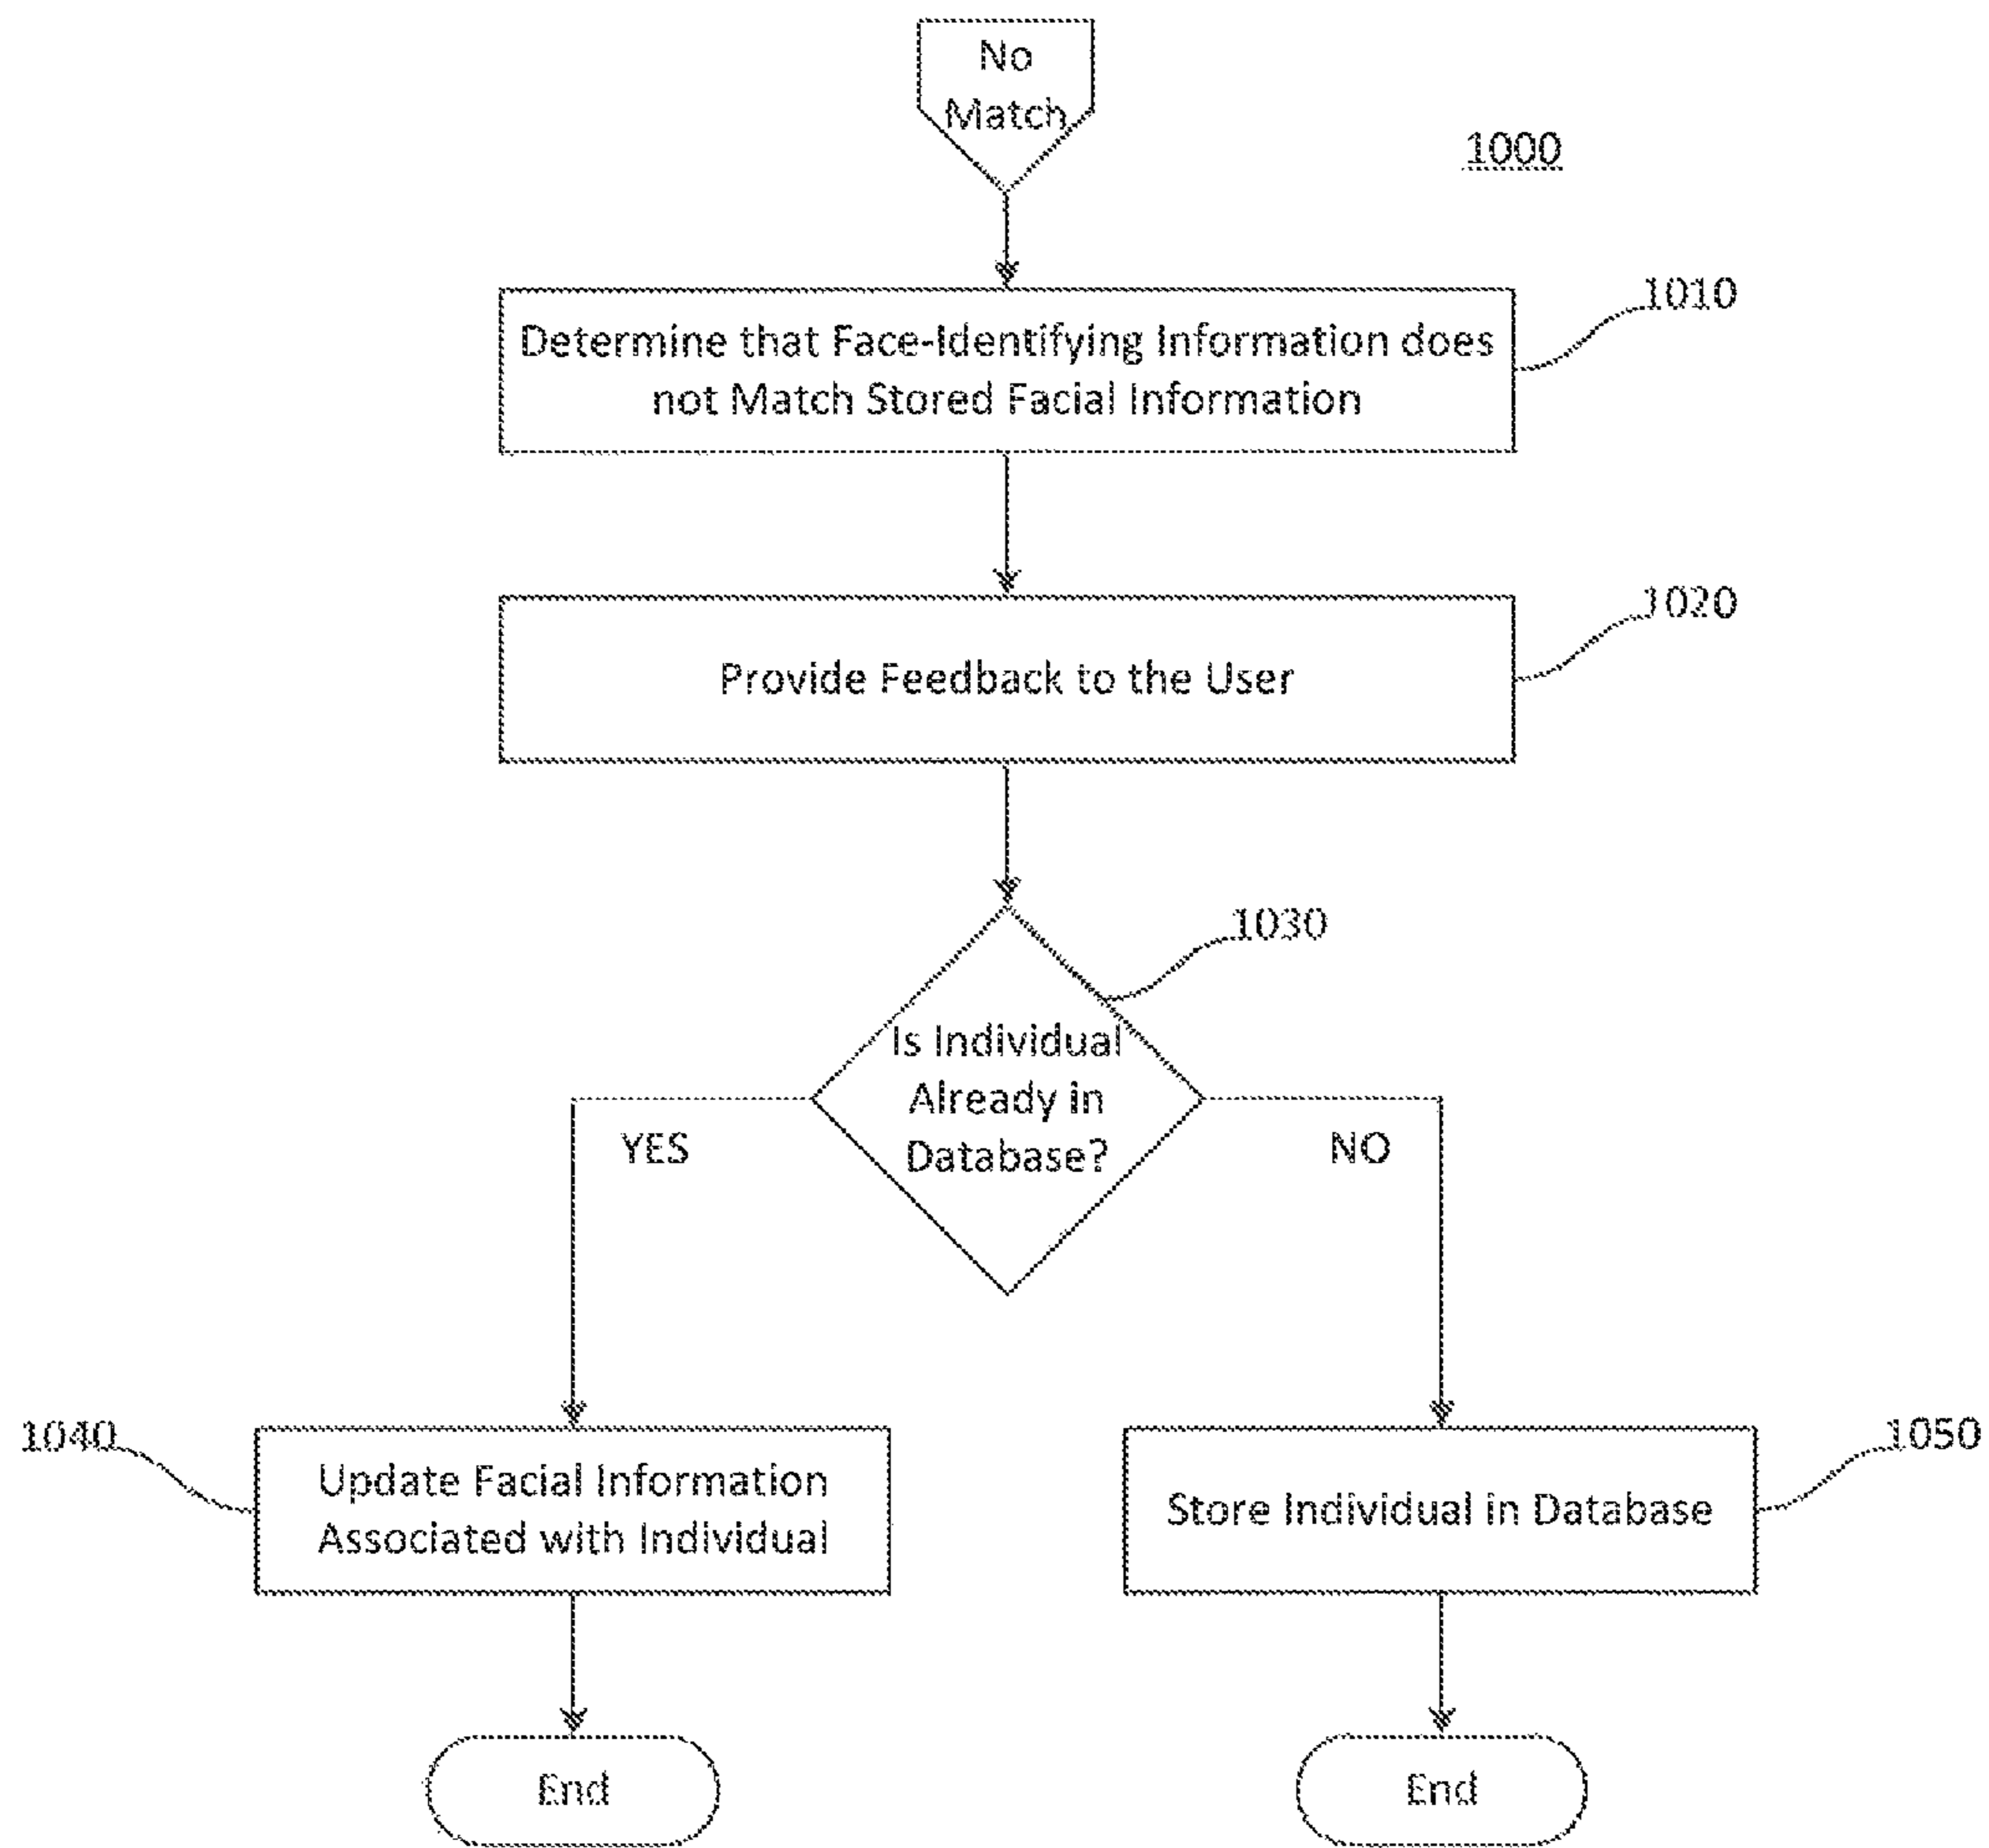 No
Match
1000
Determine that Face-Identifying Information does
not Match Stored Facial Information
1010
Provide Feedback to the User
1020
1030
Is Individual
Already in
Database?
YES
NO
1040
Update Facial Information
Associated with Individual
Store Individual in Database
1050
End
End